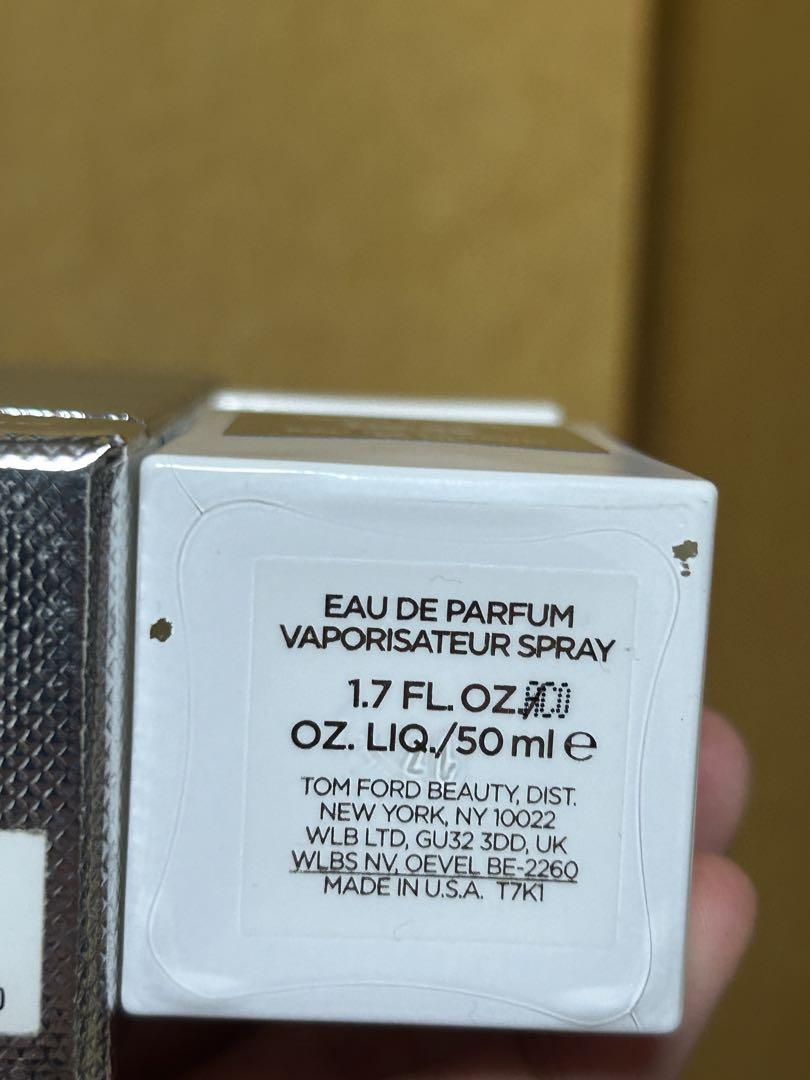 EAU DE PARFUM
VAPORISATEUR SPRAY
1.7 FL. OZ./
OZ. LIQ./50 ml e
TOM FORD BEAUTY, DIST.
NEW YORK, NY 10022
WLB LTD, GU32 3DD, UK
WLBS NV, OEVEL BE-2260
MADE IN U.S.A. T7K1